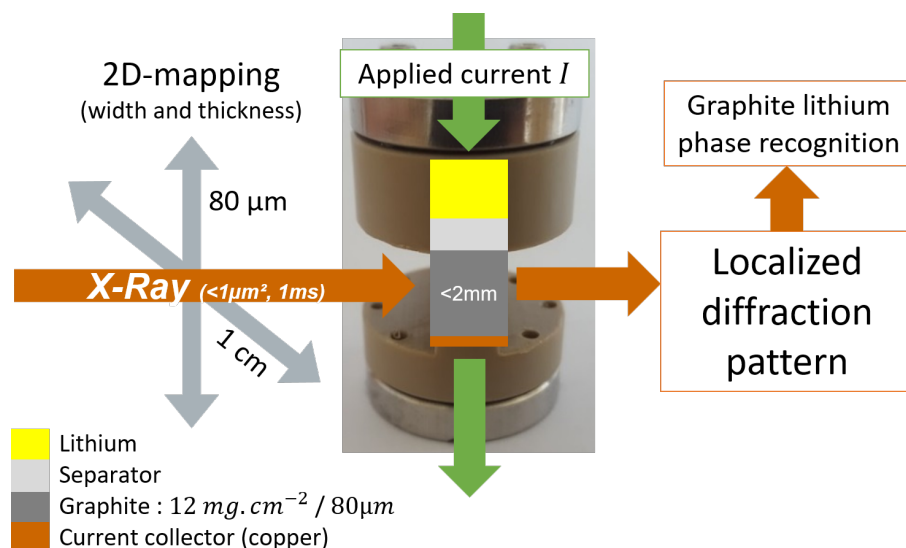 2D-mapping
(width and thickness)
Applied current I
Graphite lithium
phase recognition
80 µm
X-Ray (<1µm², 1ms)
<2mm
Localized
diffraction
pattern
1 cm
Lithium
Separator
Graphite : 12 mg.cm⁻² / 80µm
Current collector (copper)